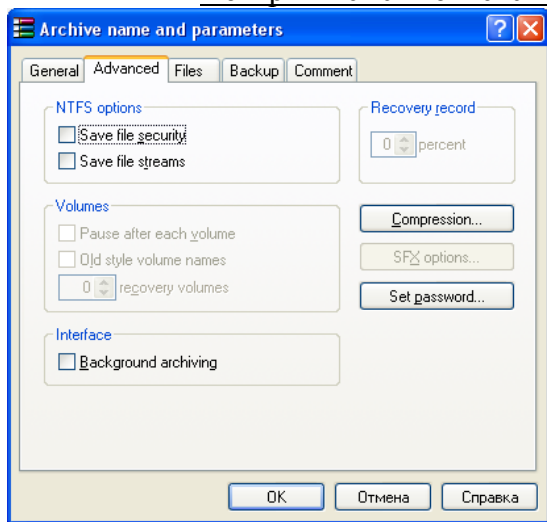 Archive name and parameters
General Advanced Files Backup Comment
NTFS options
Save file security
Save file streams
Recovery record
0 percent
Volumes
Pause after each volume
Old style volume names
0 recovery volumes
Compression...
SFX options...
Set password...
Interface
Background archiving
OK Отмена Справка